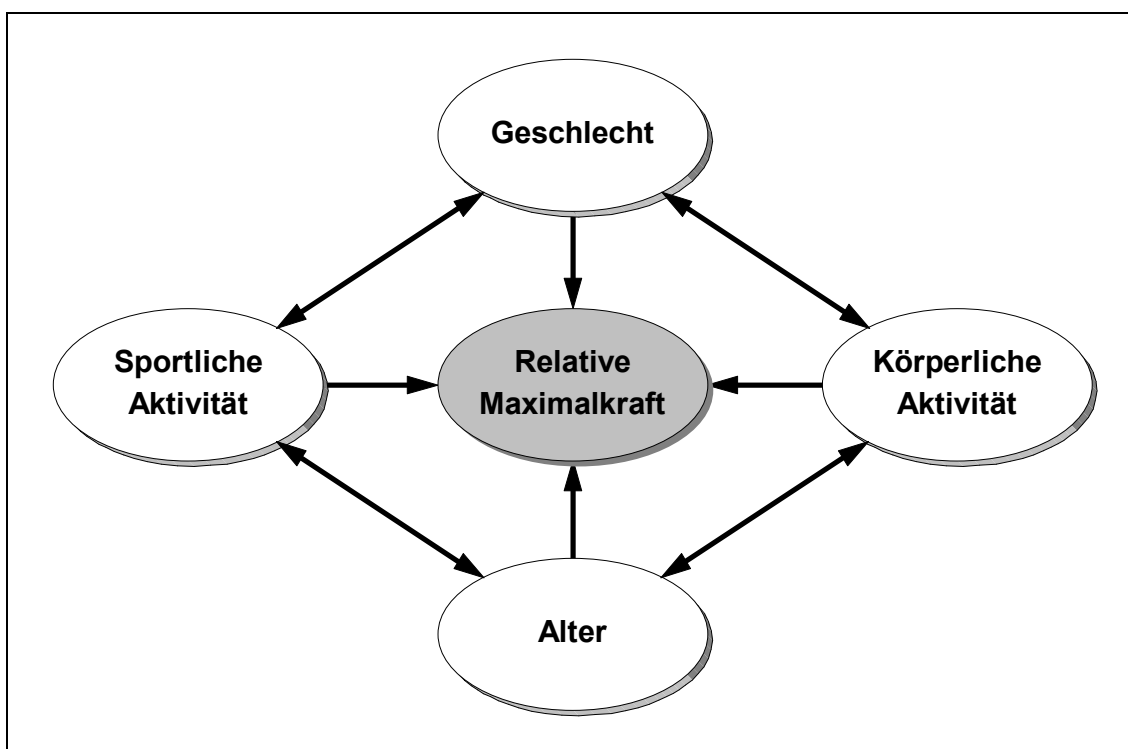 Geschlecht
Sportliche
Aktivität
Relative
Maximalkraft
Körperliche
Aktivität
Alter